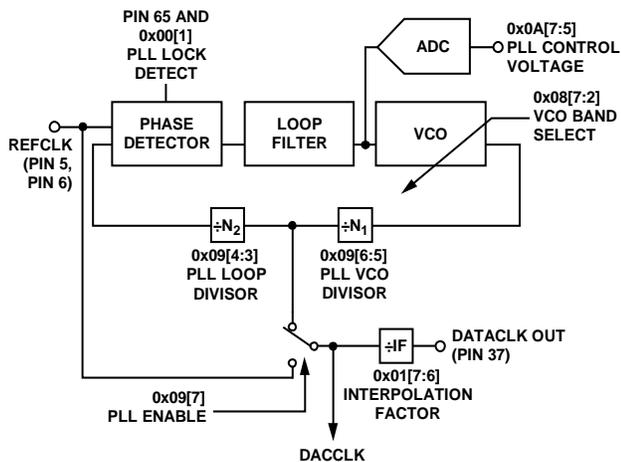 PIN 65 AND
0x00[1]
PLL LOCK
DETECT
0x0A[7:5]
PLL CONTROL
VOLTAGE
ADC
0x08[7:2]
VCO BAND
SELECT
REFCLK
(PIN 5,
PIN 6)
PHASE
DETECTOR
LOOP
FILTER
VCO
÷N2
÷N1
0x09[4:3]
PLL LOOP
DIVISOR
0x09[6:5]
PLL VCO
DIVISOR
÷IF
DATACLK OUT
(PIN 37)
0x01[7:6]
INTERPOLATION
FACTOR
0x09[7]
PLL ENABLE
DACCLK